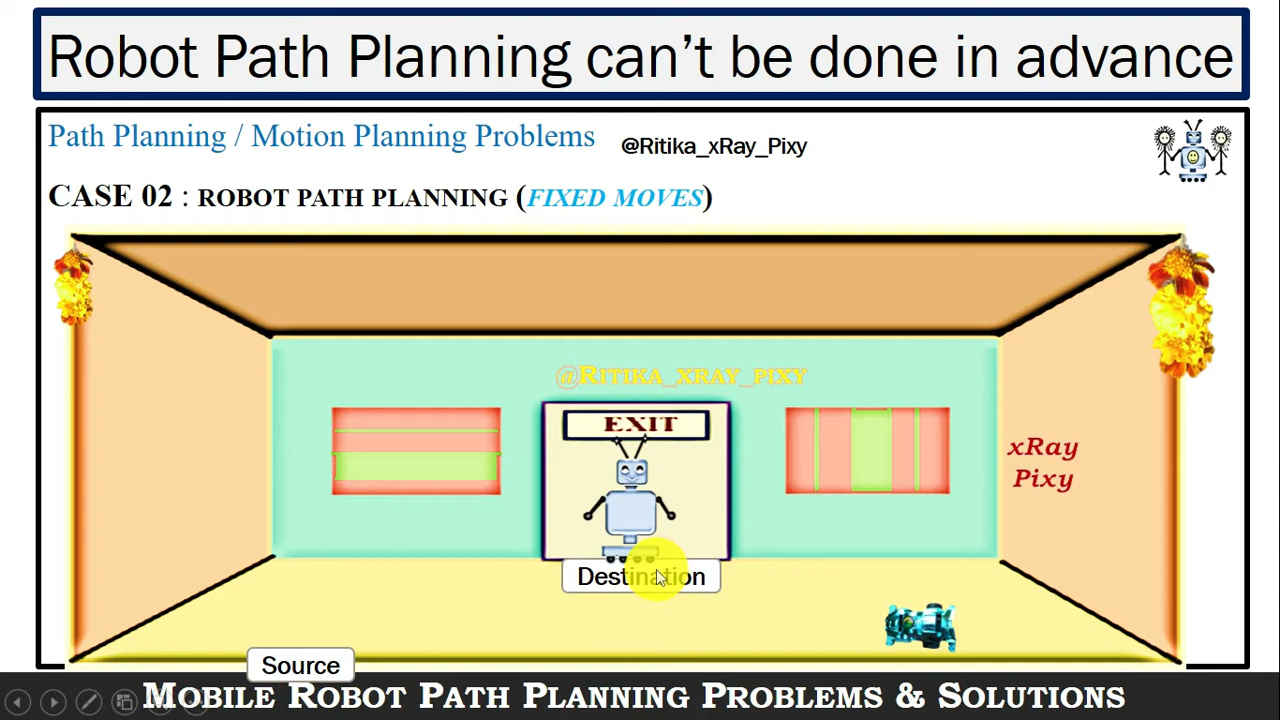 Robot Path Planning can't be done in advance
Path Planning / Motion Planning Problems
@Ritika_xRay_Pixy
CASE 02 : ROBOT PATH PLANNING (FIXED MOVES)
@RITIKA_XRAY_PIXY
EXIT
xRay
Pixy
Destination
Source
MOBILE ROBOT PATH PLANNING PROBLEMS & SOLUTIONS